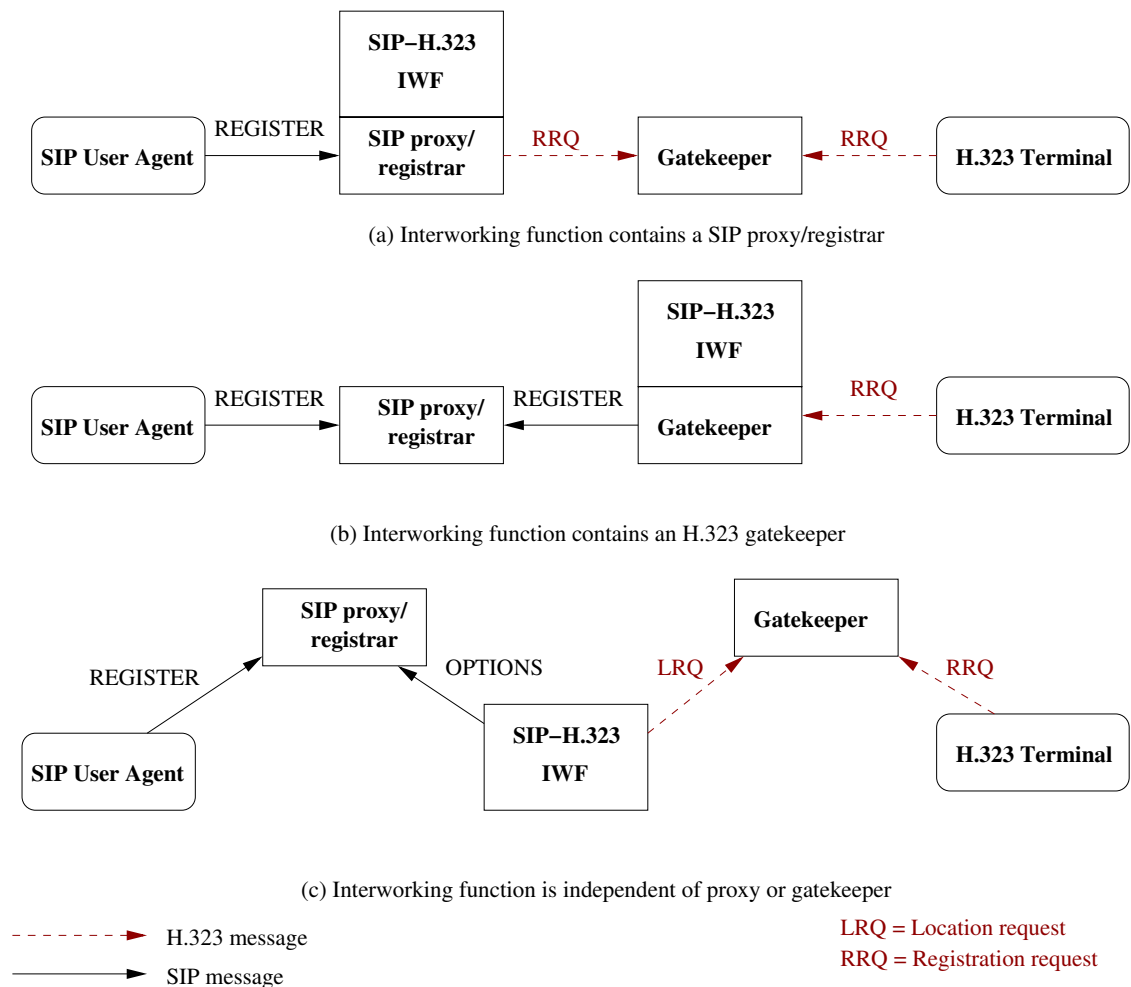 SIP−H.323
IWF
SIP User Agent
REGISTER
SIP proxy/
registrar
RRQ
Gatekeeper
RRQ
H.323 Terminal
(a) Interworking function contains a SIP proxy/registrar
SIP−H.323
IWF
SIP User Agent
REGISTER
SIP proxy/
registrar
REGISTER
Gatekeeper
RRQ
H.323 Terminal
(b) Interworking function contains an H.323 gatekeeper
SIP proxy/
registrar
Gatekeeper
REGISTER
OPTIONS
LRQ
RRQ
SIP User Agent
SIP−H.323
IWF
H.323 Terminal
(c) Interworking function is independent of proxy or gatekeeper
H.323 message
SIP message
LRQ = Location request
RRQ = Registration request